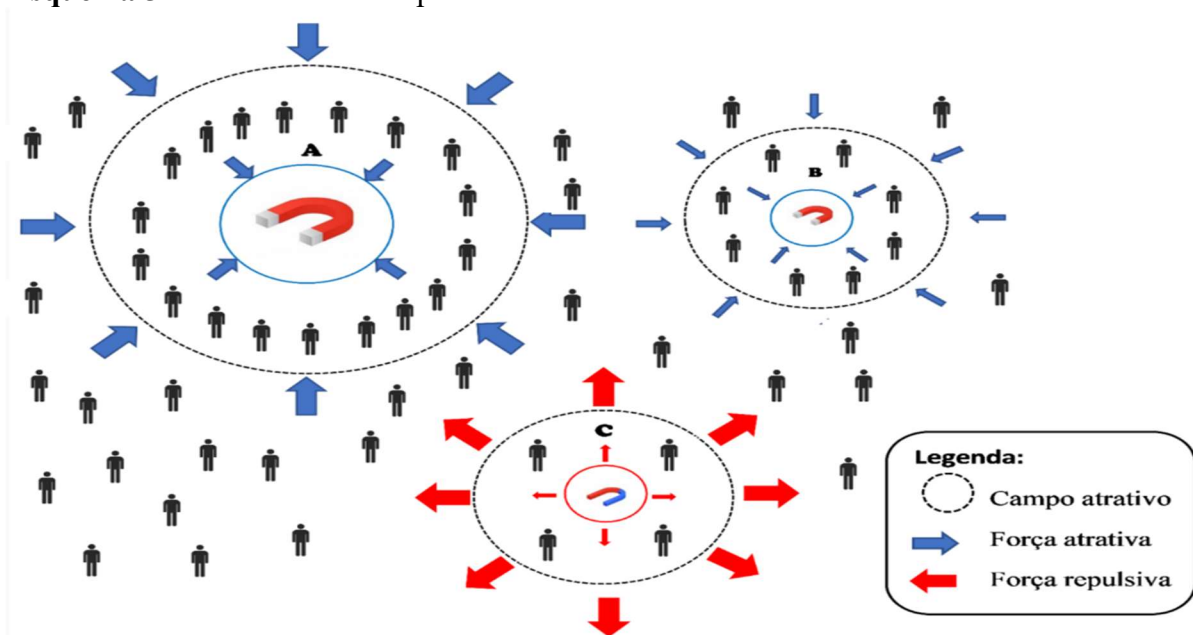 A
B
C
Legenda:
Campo atrativo
Força atrativa
Força repulsiva